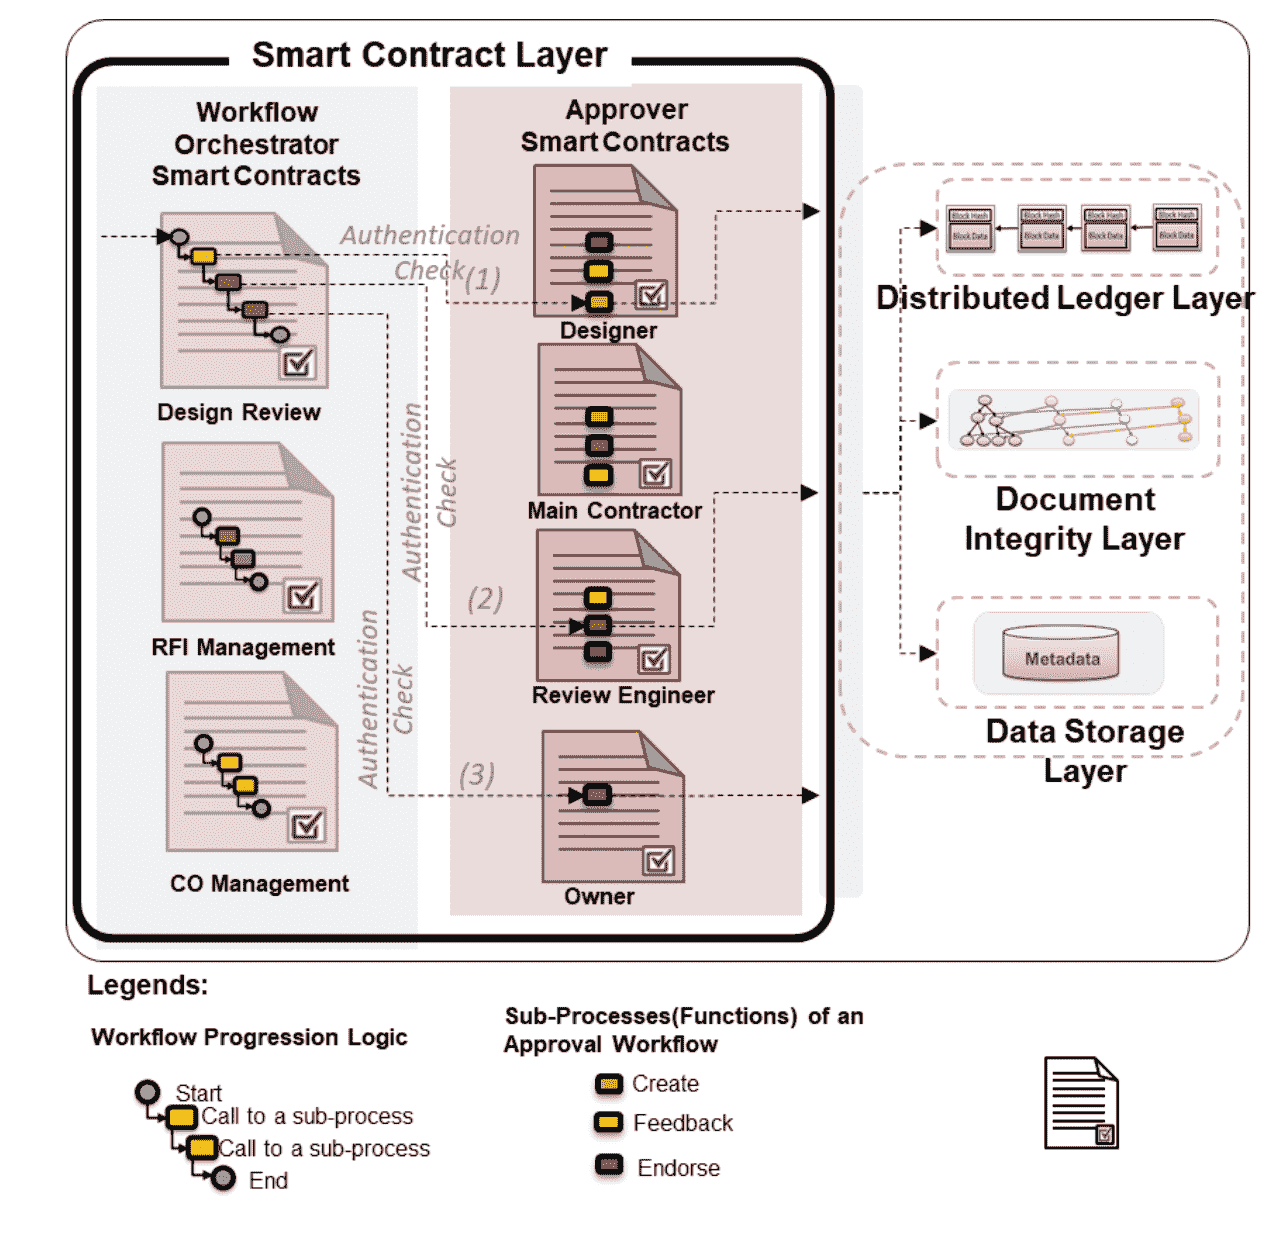 Smart Contract Layer
Workflow
Orchestrator
Smart Contracts
Approver
Smart Contracts
Authentication
Check
(1)
Designer
Design Review
Authentication
Check
Main Contractor
(2)
RFI Management
Review Engineer
Authentication
Check
(3)
CO Management
Owner
Block Hash
Block Data
Block Hash
Block Data
Block Hash
Block Data
Block Hash
Block Data
Distributed Ledger Layer
Document
Integrity Layer
Metadata
Data Storage
Layer
Legends:
Workflow Progression Logic
Start
Call to a sub-process
Call to a sub-process
End
Sub-Processes(Functions) of an
Approval Workflow
Create
Feedback
Endorse